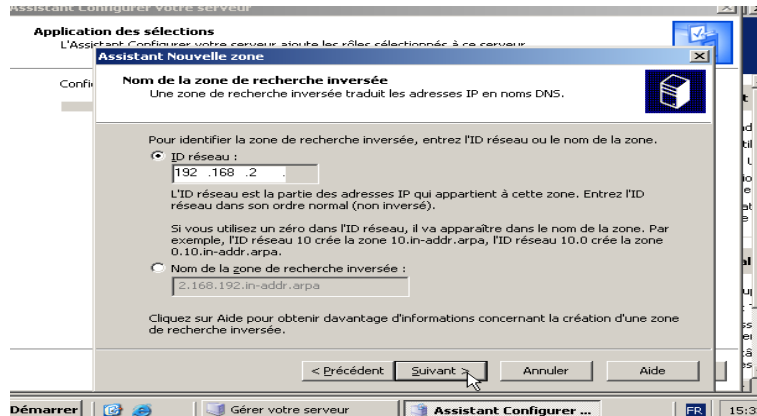 Assistant Configurer votre serveur
Application des sélections
L'Assistant Configurer votre serveur ajoute les rôles sélectionnés à ce serveur
Assistant Nouvelle zone
Confi
Nom de la zone de recherche inversée
Une zone de recherche inversée traduit les adresses IP en noms DNS.
Pour identifier la zone de recherche inversée, entrez l'ID réseau ou le nom de la zone.
ID réseau :
192 .168 .2 .
L'ID réseau est la partie des adresses IP qui appartient à cette zone. Entrez l'ID
réseau dans son ordre normal (non inversé).
Si vous utilisez un zéro dans l'ID réseau, il va apparaître dans le nom de la zone. Par
exemple, l'ID réseau 10 crée la zone 10.in-addr.arpa, l'ID réseau 10.0 crée la zone
0.10.in-addr.arpa.
Nom de la zone de recherche inversée :
2.168.192.in-addr.arpa
Cliquez sur Aide pour obtenir davantage d'informations concernant la création d'une zone
de recherche inversée.
< Précédent Suivant > Annuler Aide
Démarrer Gérer votre serveur Assistant Configurer ... FR 15:3